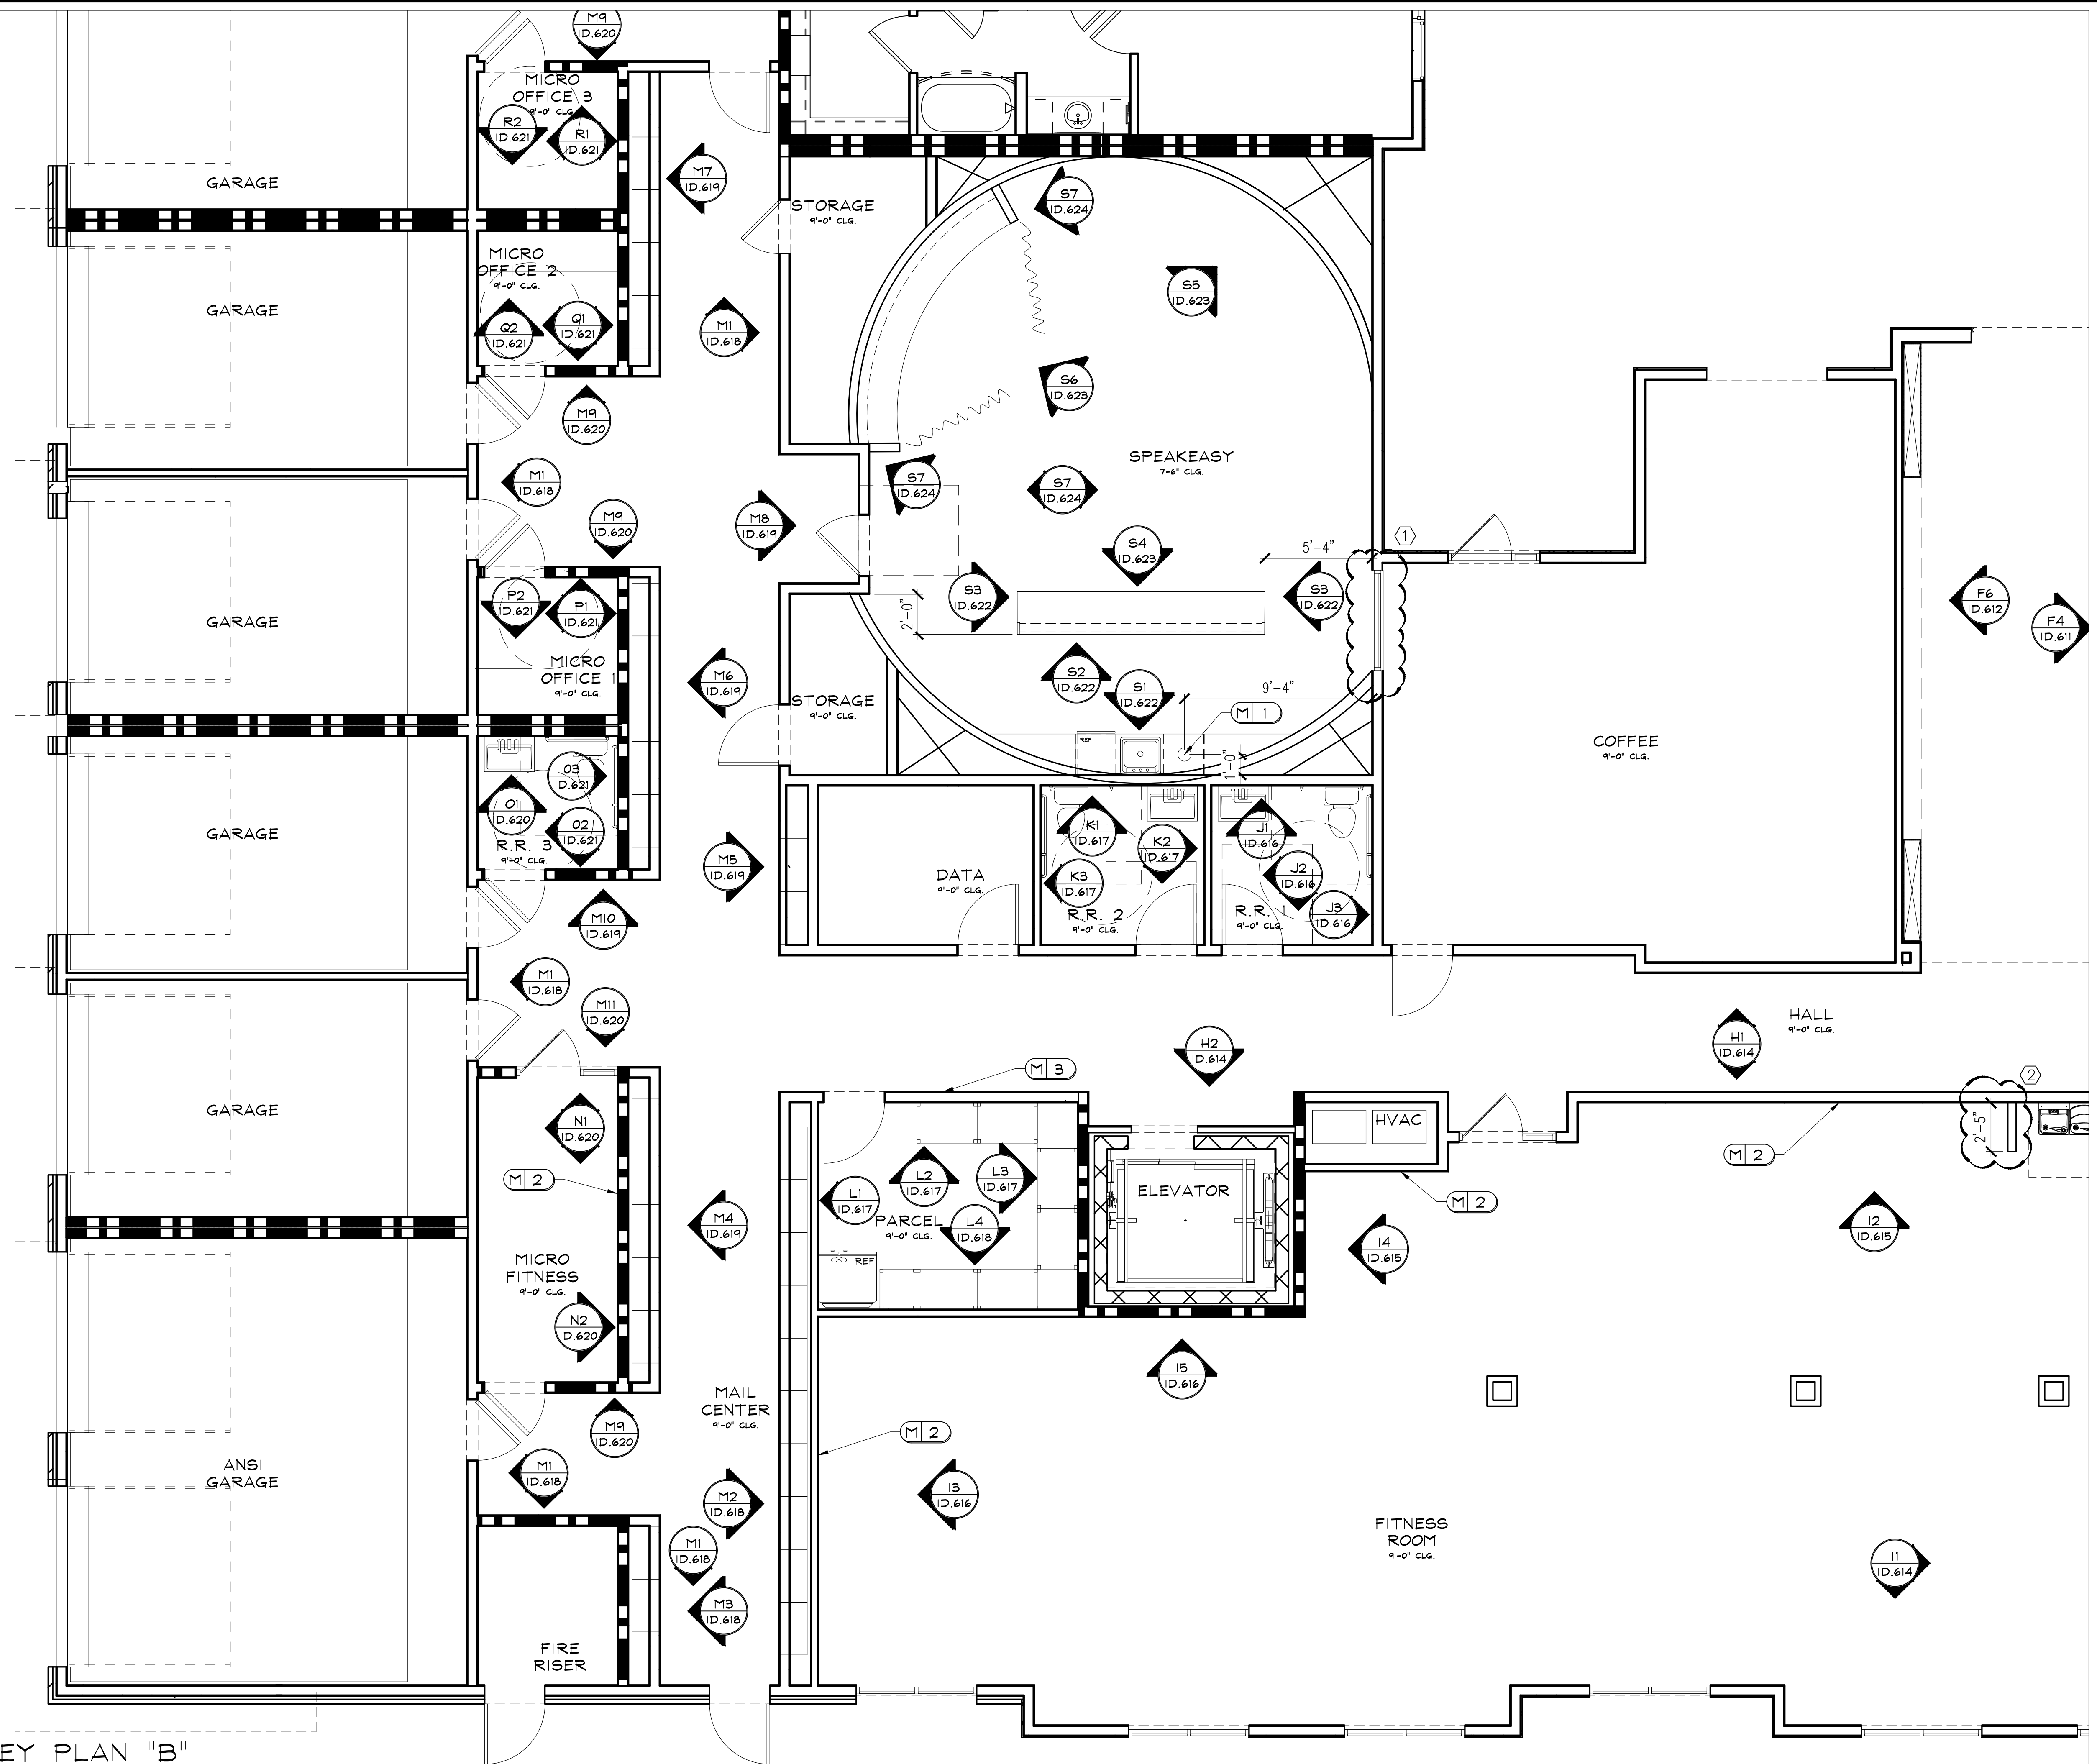 M9
ID.620
MICRO
OFFICE 3
9'-0" CLG.
R2
ID.621
R1
ID.621
GARAGE
M7
ID.619
STORAGE
9'-0" CLG.
S7
ID.624
MICRO
OFFICE 2
9'-0" CLG.
GARAGE
Q2
ID.621
Q1
ID.621
M1
ID.618
S5
ID.623
S6
ID.623
M9
ID.620
SPEAKEASY
7-6" CLG.
M1
ID.618
S7
ID.624
S7
ID.624
M9
ID.620
M8
ID.619
S4
ID.623
5'-4"
1
P2
ID.621
P1
ID.621
S3
ID.622
2'-0"
S3
ID.622
F6
ID.612
F4
ID.611
GARAGE
MICRO
OFFICE 1
9'-0" CLG.
M6
ID.619
STORAGE
9'-0" CLG.
S2
ID.622
S1
ID.622
9'-4"
M 1
REF
1'-0"
COFFEE
9'-0" CLG.
O3
ID.621
O1
ID.620
O2
ID.621
R.R. 3
9'-0" CLG.
GARAGE
M5
ID.619
DATA
9'-0" CLG.
K1
ID.617
K2
ID.617
K3
ID.617
R.R. 2
9'-0" CLG.
J1
ID.616
J2
ID.616
J3
ID.616
R.R. 1
9'-0" CLG.
M10
ID.619
M1
ID.618
M11
ID.620
HALL
9'-0" CLG.
H1
ID.614
H2
ID.614
M 3
2
GARAGE
N1
ID.620
M 2
HVAC
2'-5"
M 2
M 2
L1
ID.617
L2
ID.617
L3
ID.617
L4
ID.618
PARCEL
9'-0" CLG.
REF
ELEVATOR
M4
ID.619
I4
ID.615
I2
ID.615
MICRO
FITNESS
9'-0" CLG.
N2
ID.620
I5
ID.616
MAIL
CENTER
9'-0" CLG.
M9
ID.620
M 2
ANSI
GARAGE
M1
ID.618
M2
ID.618
I3
ID.616
FITNESS
ROOM
9'-0" CLG.
M1
ID.618
I1
ID.614
M3
ID.618
FIRE
RISER
EY PLAN "B"